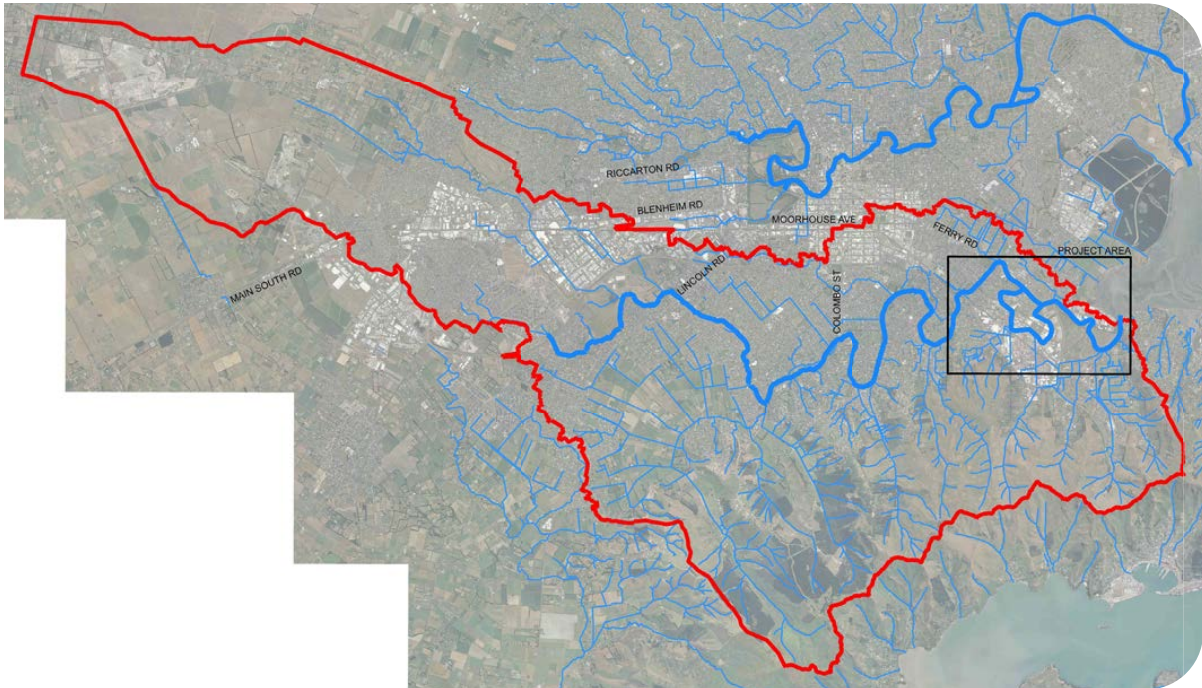 RICCARTON RD
BLENHEIM RD
MOORHOUSE AVE
FERRY RD
PROJECT AREA
LINCOLN RD
MAIN SOUTH RD
COLOMBO ST